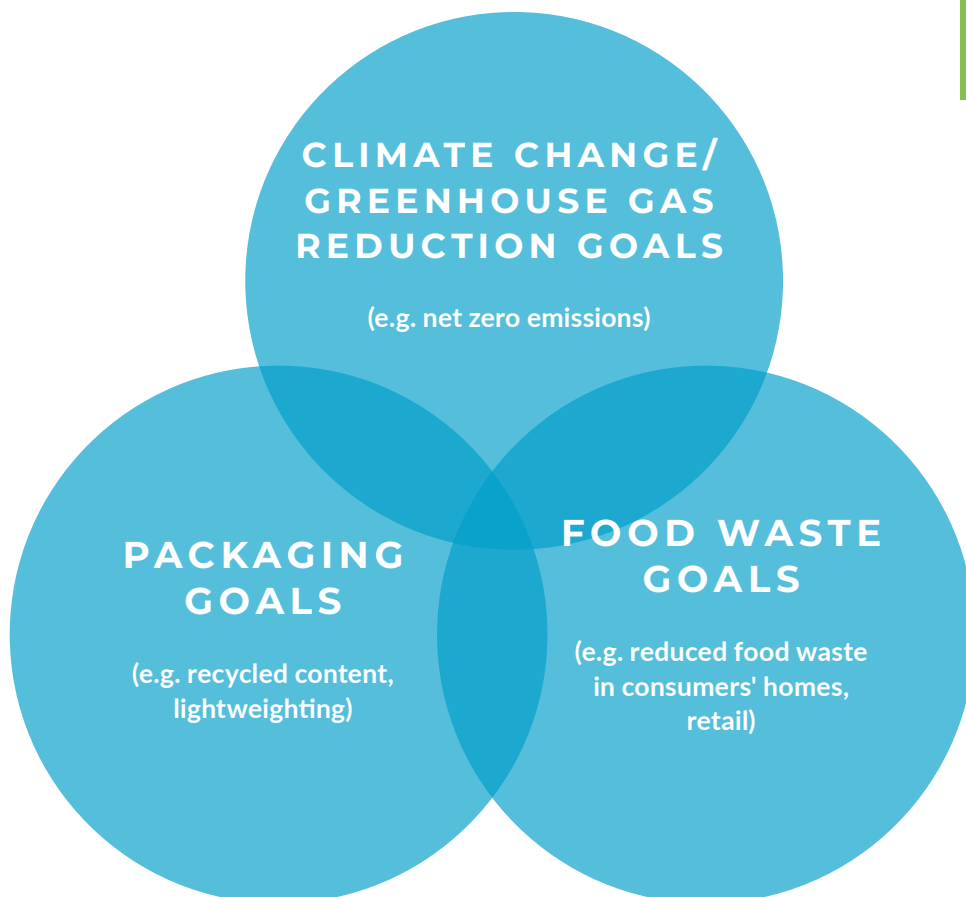 CLIMATE CHANGE/
GREENHOUSE GAS
REDUCTION GOALS
(e.g. net zero emissions)
PACKAGING
GOALS
(e.g. recycled content,
lightweighting)
FOOD WASTE
GOALS
(e.g. reduced food waste
in consumers' homes,
retail)